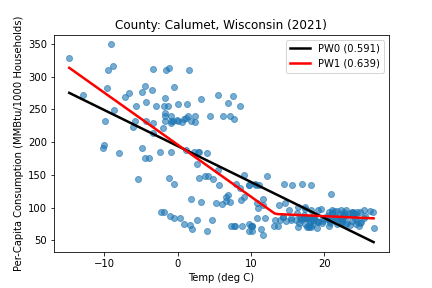 County: Calumet, Wisconsin (2021)
PW0 (0.591)
PW1 (0.639)
Per-Capita Consumption (MMBtu/1000 Households)
350
300
250
200
150
100
50
−10 0 10 20
Temp (deg C)